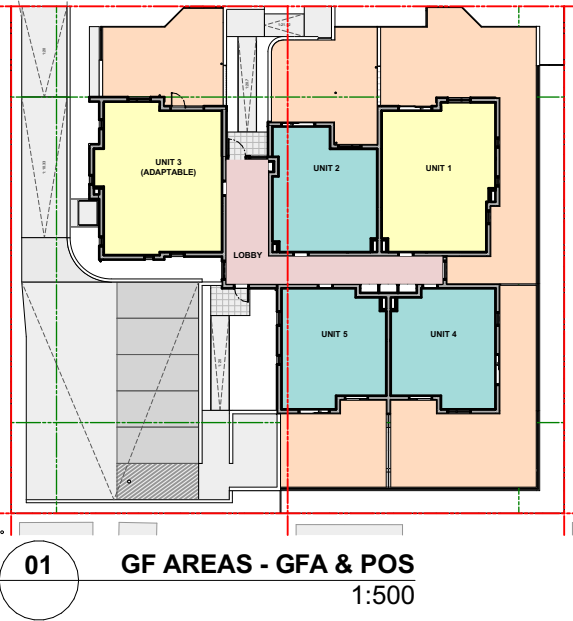 UNIT 3
(ADAPTABLE)
UNIT 2
UNIT 1
LOBBY
UNIT 5
UNIT 4
01
GF AREAS - GFA & POS
1:500